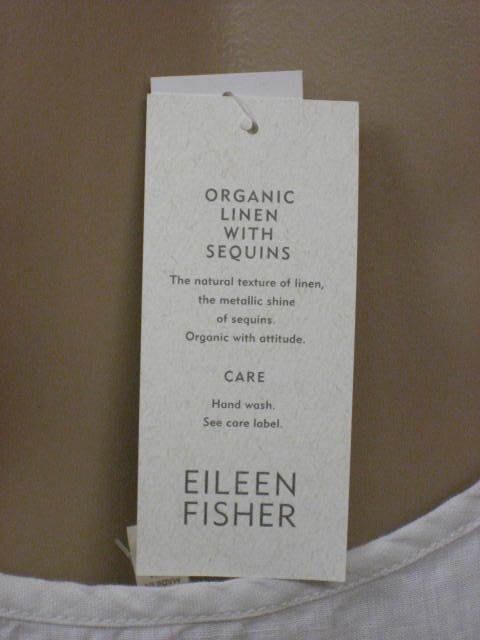 ORGANIC
LINEN
WITH
SEQUINS
The natural texture of linen,
the metallic shine
of sequins.
Organic with attitude.
CARE
Hand wash.
See care label.
EILEEN
FISHER